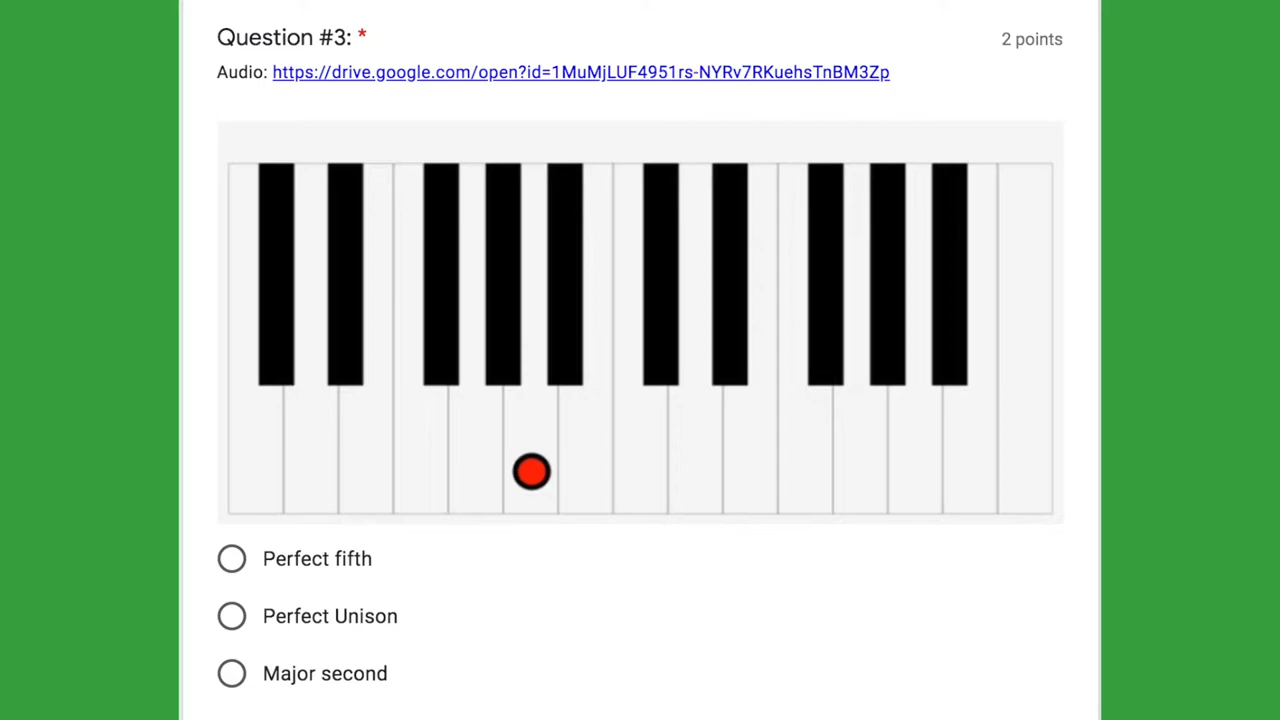 Question #3: *
2 points
Audio: https://drive.google.com/open?id=1MuMjLUF4951rs-NYRv7RKuehsTnBM3Zp
Perfect fifth
Perfect Unison
Major second